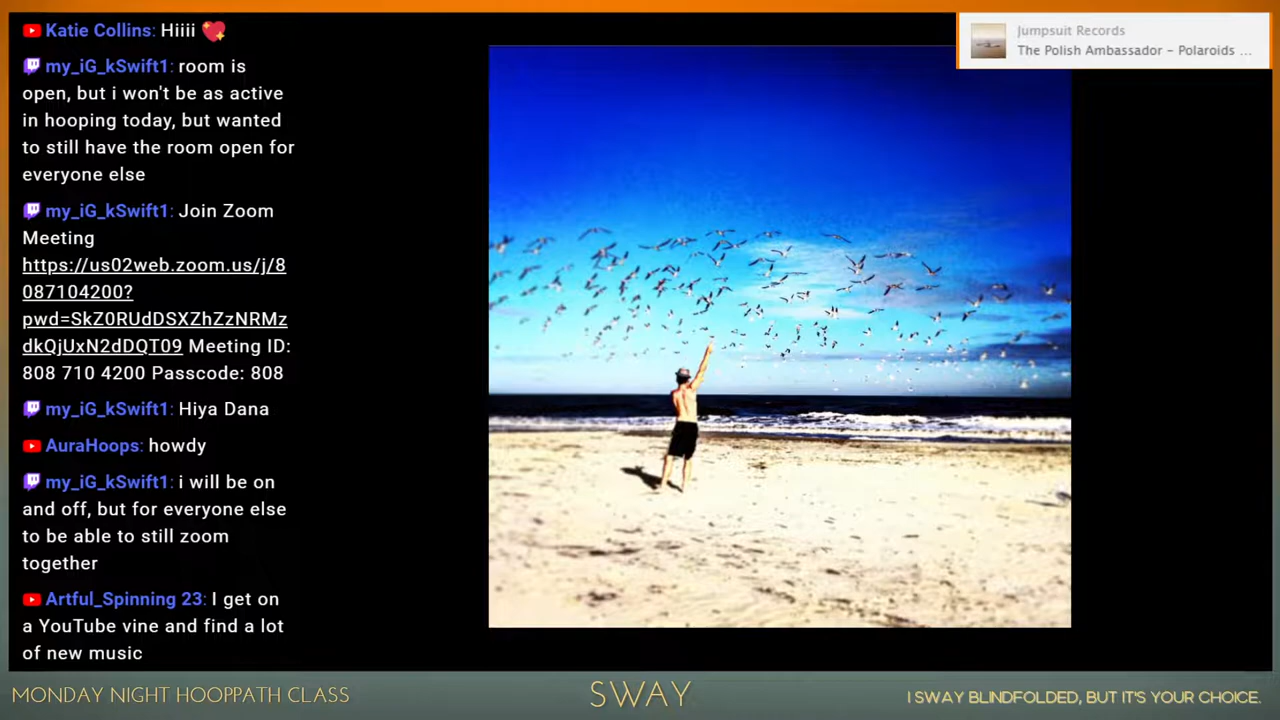 Katie Collins: Hiiii 💖
my_iG_kSwift1: room is
open, but i won't be as active
in hooping today, but wanted
to still have the room open for
everyone else
my_iG_kSwift1: Join Zoom
Meeting
https://us02web.zoom.us/j/8
087104200?
pwd=SkZ0RUdDSXZhZzNRMz
dkQjUxN2dDQT09 Meeting ID:
808 710 4200 Passcode: 808
my_iG_kSwift1: Hiya Dana
AuraHoops: howdy
my_iG_kSwift1: i will be on
and off, but for everyone else
to be able to still zoom
together
Artful_Spinning 23: I get on
a YouTube vine and find a lot
of new music
Jumpsuit Records
The Polish Ambassador - Polaroids ...
MONDAY NIGHT HOOPPATH CLASS
SWAY
I SWAY BLINDFOLDED, BUT IT'S YOUR CHOICE.